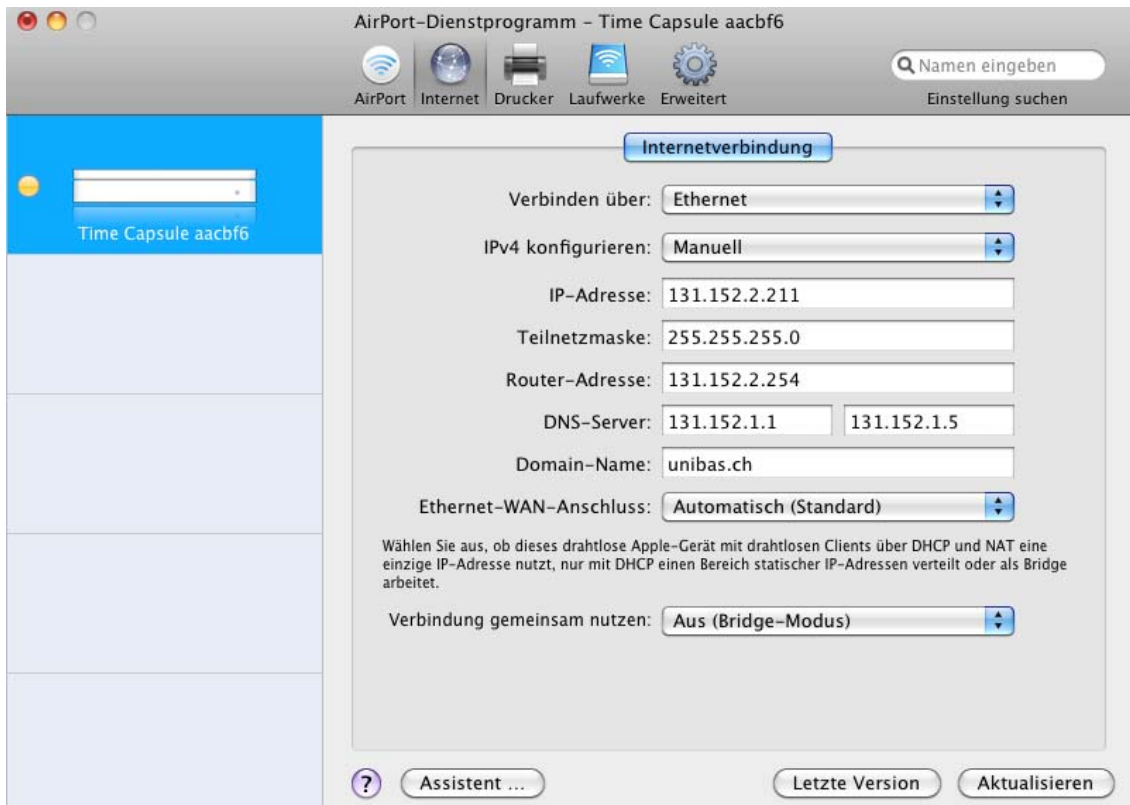 AirPort-Dienstprogramm – Time Capsule aacbf6
AirPort Internet Drucker Laufwerke Erweitert
Namen eingeben
Einstellung suchen
Time Capsule aacbf6
Internetverbindung
Verbinden über: Ethernet
IPv4 konfigurieren: Manuell
IP-Adresse: 131.152.2.211
Teilnetzmaske: 255.255.255.0
Router-Adresse: 131.152.2.254
DNS-Server: 131.152.1.1 131.152.1.5
Domain-Name: unibas.ch
Ethernet-WAN-Anschluss: Automatisch (Standard)
Wählen Sie aus, ob dieses drahtlose Apple-Gerät mit drahtlosen Clients über DHCP und NAT eine
einzige IP-Adresse nutzt, nur mit DHCP einen Bereich statischer IP-Adressen verteilt oder als Bridge
arbeitet.
Verbindung gemeinsam nutzen: Aus (Bridge-Modus)
? Assistent ... Letzte Version Aktualisieren